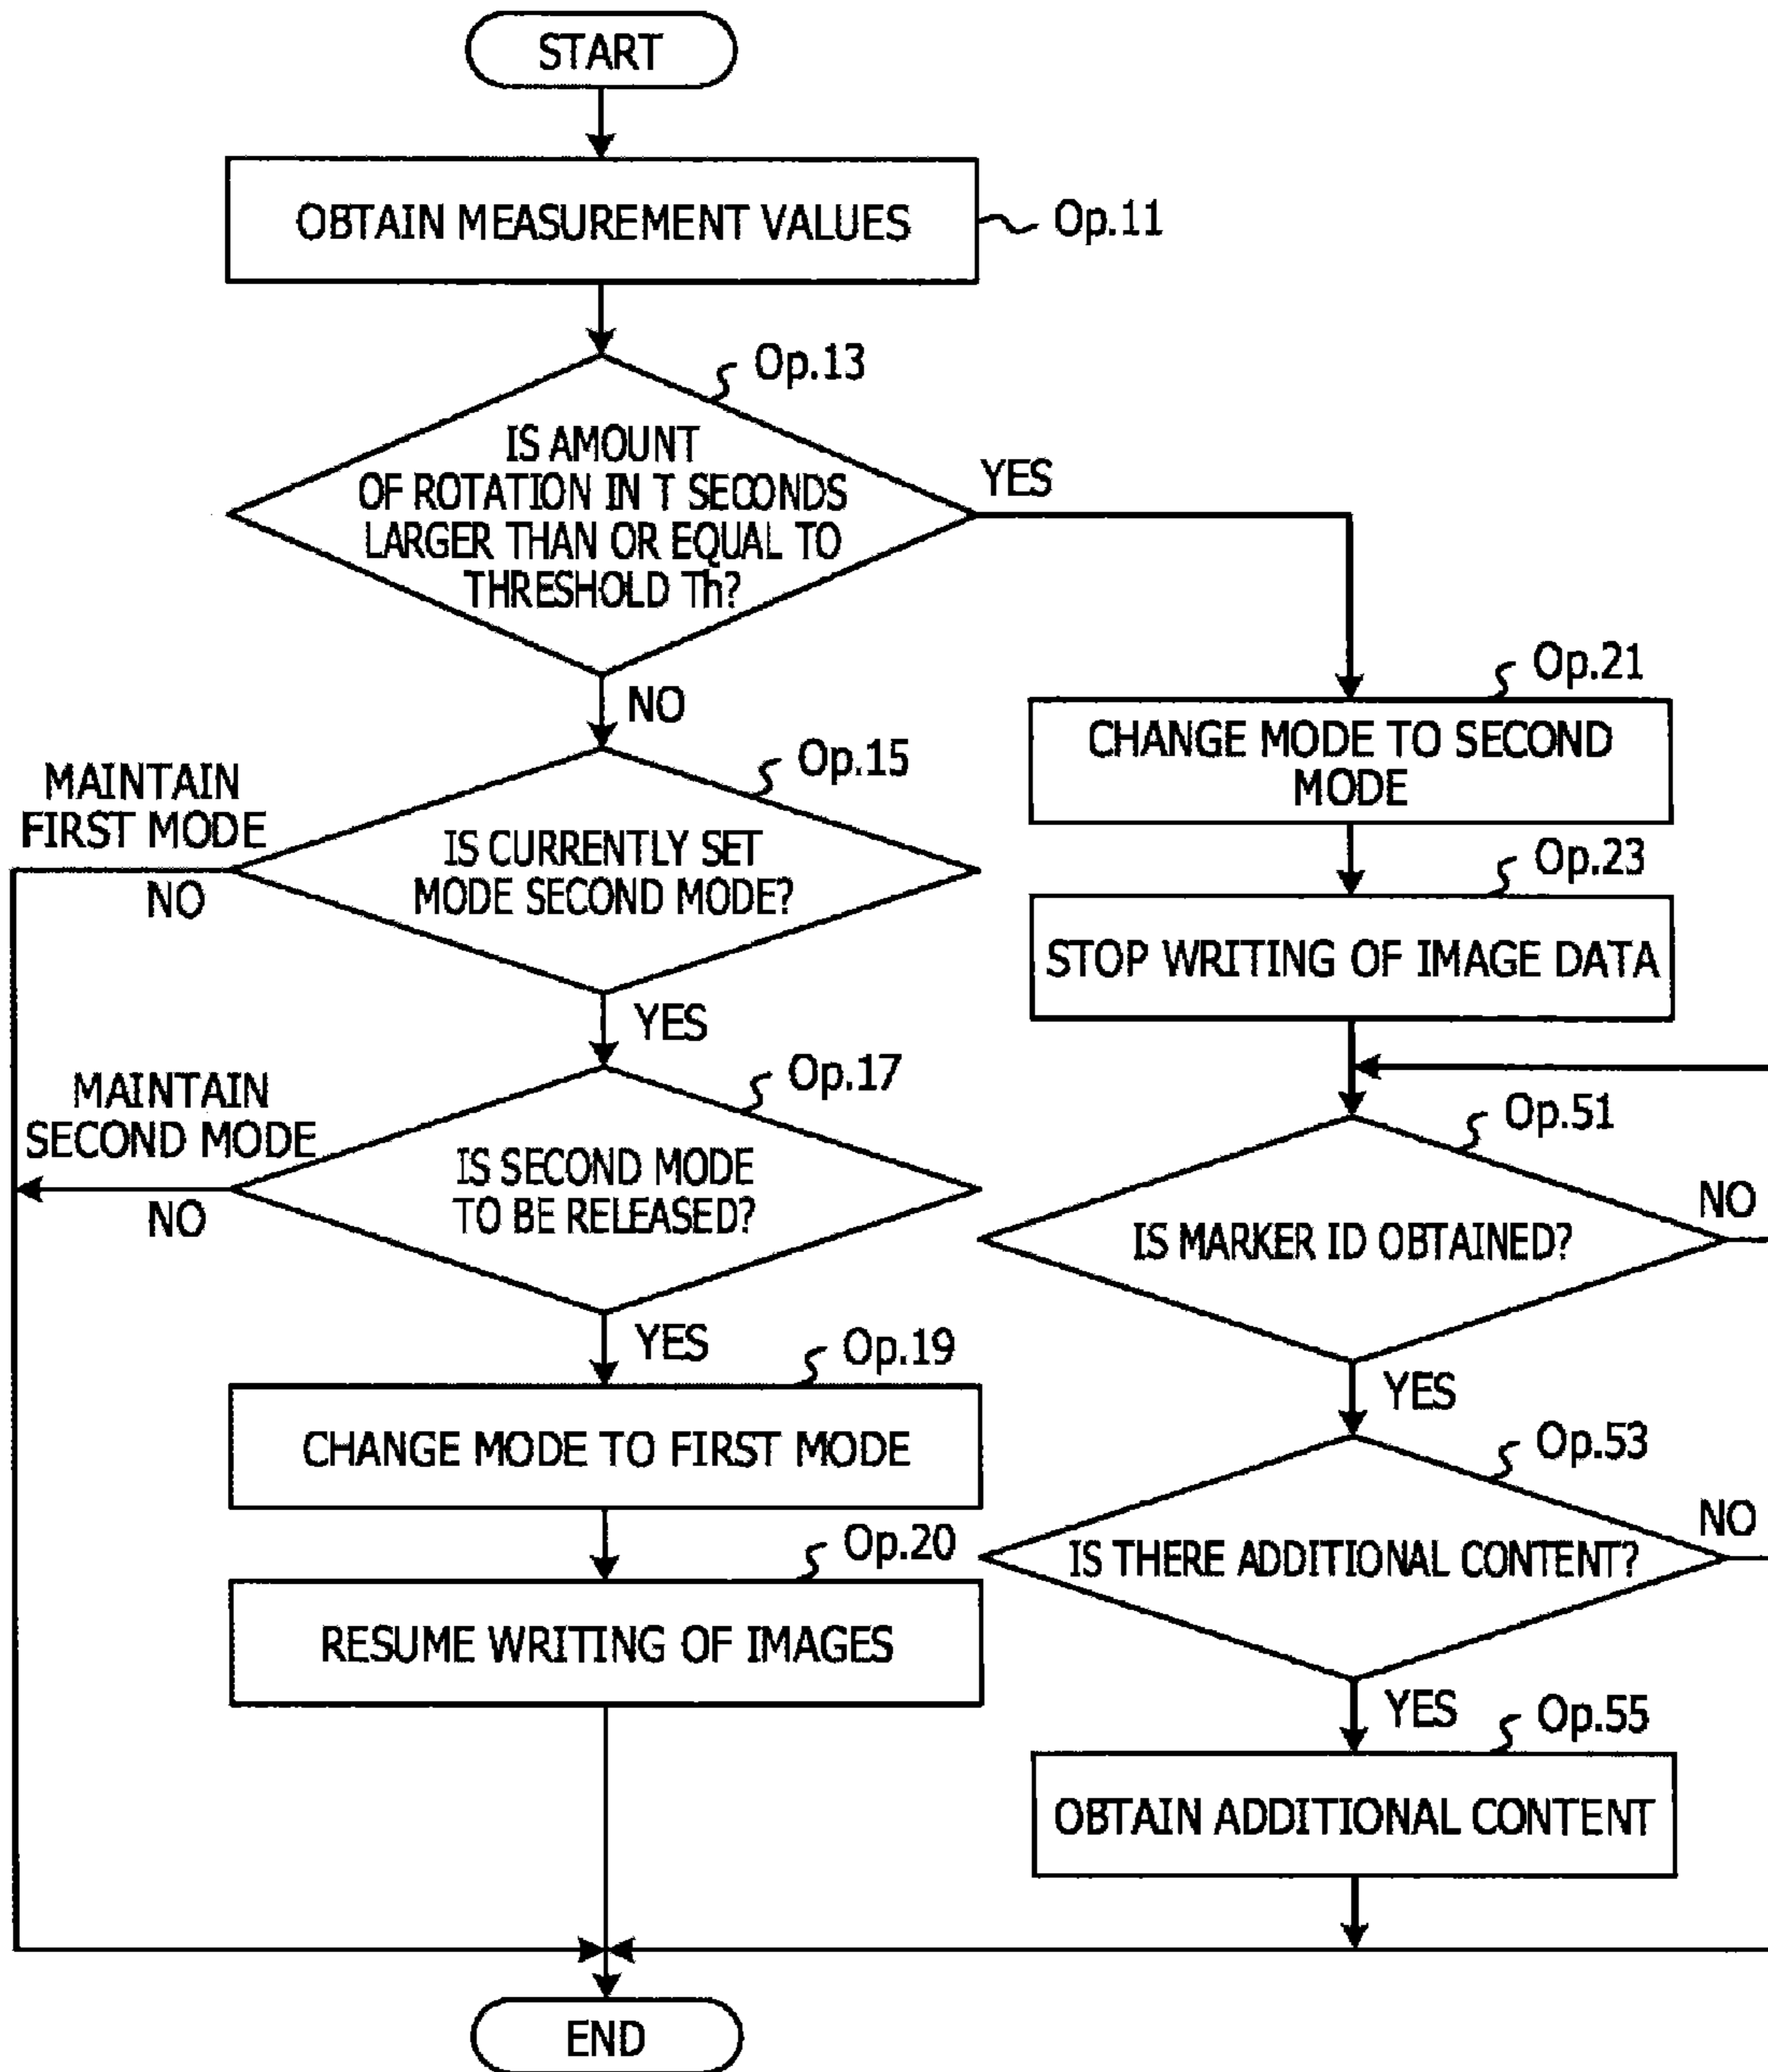 START
OBTAIN MEASUREMENT VALUES
Op.11
Op.13
IS AMOUNT
OF ROTATION IN T SECONDS
LARGER THAN OR EQUAL TO
THRESHOLD Th?
YES
NO
Op.15
MAINTAIN
FIRST MODE
NO
IS CURRENTLY SET
MODE SECOND MODE?
YES
Op.17
MAINTAIN
SECOND MODE
NO
IS SECOND MODE
TO BE RELEASED?
YES
Op.19
CHANGE MODE TO FIRST MODE
Op.20
RESUME WRITING OF IMAGES
Op.21
CHANGE MODE TO SECOND
MODE
Op.23
STOP WRITING OF IMAGE DATA
Op.51
IS MARKER ID OBTAINED?
NO
YES
Op.53
IS THERE ADDITIONAL CONTENT?
NO
YES
Op.55
OBTAIN ADDITIONAL CONTENT
END